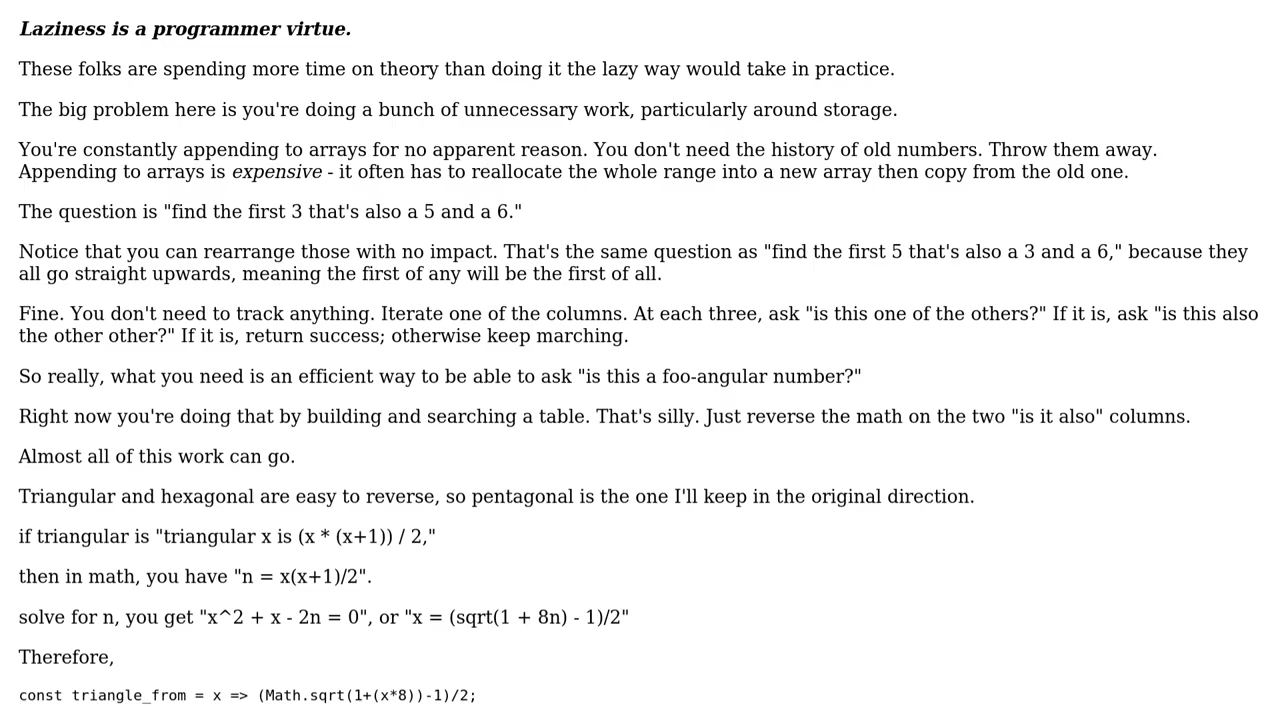 Laziness is a programmer virtue.
These folks are spending more time on theory than doing it the lazy way would take in practice.
The big problem here is you're doing a bunch of unnecessary work, particularly around storage.
You're constantly appending to arrays for no apparent reason. You don't need the history of old numbers. Throw them away.
Appending to arrays is expensive - it often has to reallocate the whole range into a new array then copy from the old one.
The question is "find the first 3 that's also a 5 and a 6."
Notice that you can rearrange those with no impact. That's the same question as "find the first 5 that's also a 3 and a 6," because they
all go straight upwards, meaning the first of any will be the first of all.
Fine. You don't need to track anything. Iterate one of the columns. At each three, ask "is this one of the others?" If it is, ask "is this also
the other other?" If it is, return success; otherwise keep marching.
So really, what you need is an efficient way to be able to ask "is this a foo-angular number?"
Right now you're doing that by building and searching a table. That's silly. Just reverse the math on the two "is it also" columns.
Almost all of this work can go.
Triangular and hexagonal are easy to reverse, so pentagonal is the one I'll keep in the original direction.
if triangular is "triangular x is (x * (x+1)) / 2,"
then in math, you have "n = x(x+1)/2".
solve for n, you get "x^2 + x - 2n = 0", or "x = (sqrt(1 + 8n) - 1)/2"
Therefore,
const triangle_from = x => (Math.sqrt(1+(x*8))-1)/2;